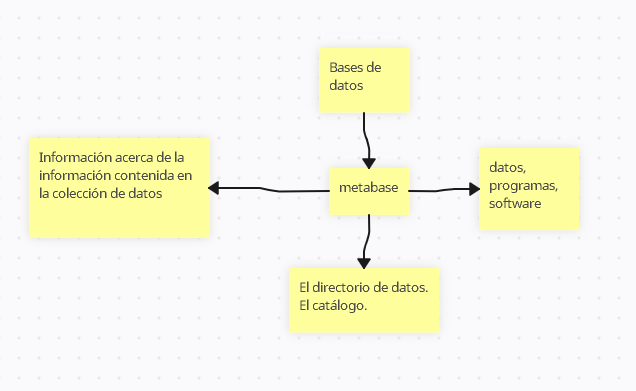 Bases de
datos
Información acerca de la
información contenida en
la colección de datos
metabase
datos,
programas,
software
El directorio de datos.
El catálogo.